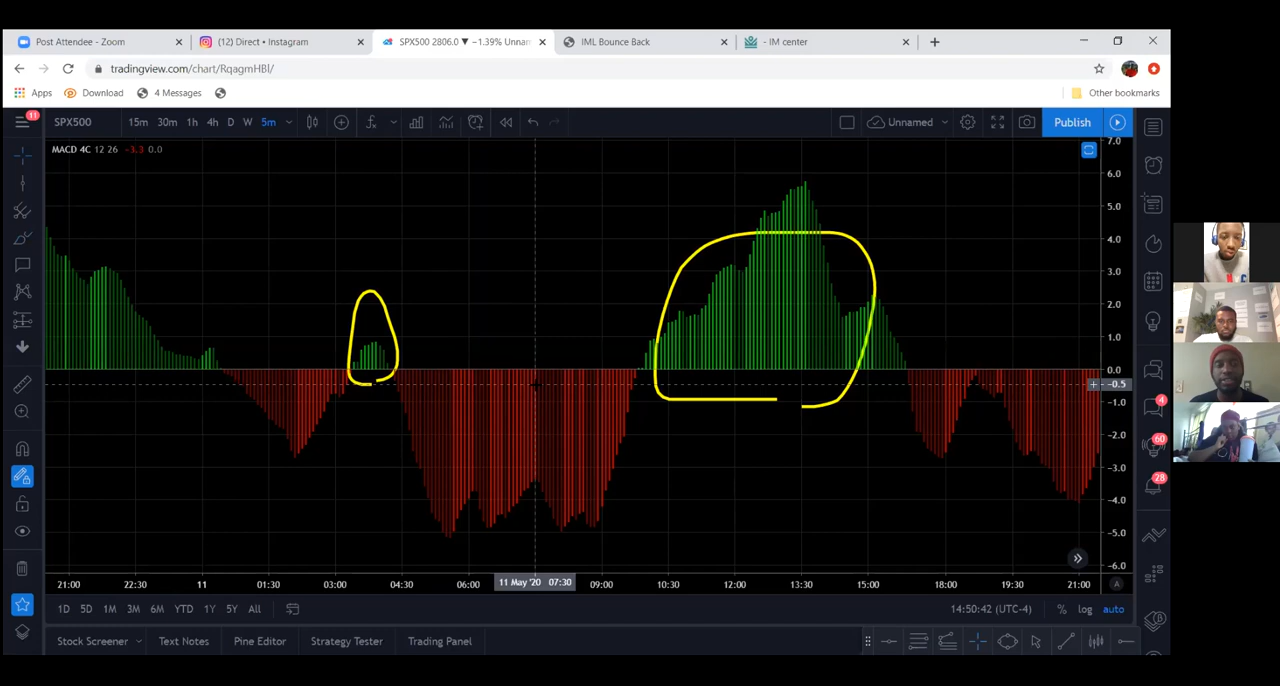 Post Attendee - Zoom
(12) Direct • Instagram
SPX500 2806.0 ▼ −1.39% Unnan
IML Bounce Back
- IM center
tradingview.com/chart/RqagmHBl/
Apps
Download
4 Messages
Other bookmarks
11
SPX500
15m 30m 1h 4h D W 5m
Unnamed
Publish
MACD 4C 12 26 −3.3 0.0
7.0
6.0
5.0
4.0
3.0
2.0
1.0
0.0
−0.5
−1.0
−2.0
−3.0
−4.0
−5.0
−6.0
4
60
28
21:00 22:30 11 01:30 03:00 04:30 06:00 11 May '20 07:30 09:00 10:30 12:00 13:30 15:00 18:00 19:30 21:00
A
1D 5D 1M 3M 6M YTD 1Y 5Y All
14:50:42 (UTC-4) % log auto
Stock Screener Text Notes Pine Editor Strategy Tester Trading Panel